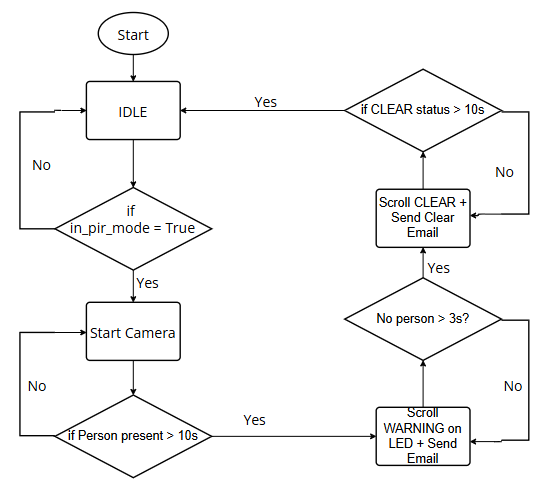 Start
IDLE
No
if
in_pir_mode = True
Yes
Start Camera
No
if Person present > 10s
Yes
Scroll
WARNING on
LED + Send
Email
No
No person > 3s?
Yes
Scroll CLEAR +
Send Clear
Email
No
if CLEAR status > 10s
Yes